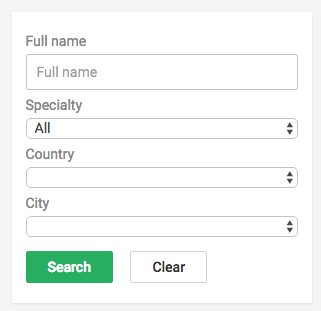 Full name
Full name
Specialty
All
Country
City
Search
Clear